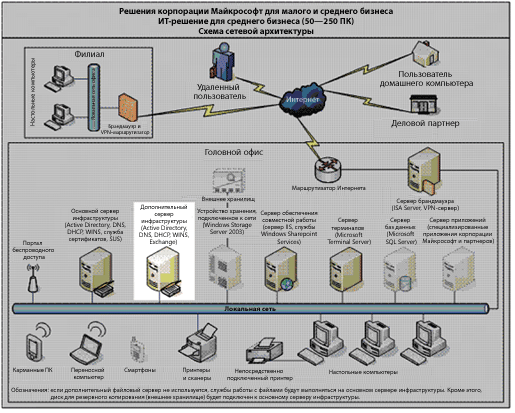 Решения корпорации Майкрософт для малого и среднего бизнеса
ИТ-решение для среднего бизнеса (50—250 ПК)
Схема сетевой архитектуры
Филиал
Настольные компьютеры
Локальная сеть офиса
Брандмауэр и
VPN-маршрутизатор
Удаленный
пользователь
Интернет
Пользователь
домашнего компьютера
Деловой партнер
Головной офис
Маршрутизатор Интернета
Сервер брандмауэра
(ISA Server, VPN-сервер)
Портал
беспроводного
доступа
Основной сервер
инфраструктуры
(Active Directory, DNS,
DHCP, WINS, служба
сертификатов, SUS)
Дополнительный
сервер
инфраструктуры
(Active Directory,
DNS, DHCP, WINS,
Exchange)
Внешнее хранилищ
Устройство хранения,
подключенное к сети
(Windows Storage
Server 2003)
Сервер обеспечения
совместной работы
(сервер IIS, служба
Windows Sharepoint
Services)
Сервер
терминалов
(Microsoft
Terminal Server)
Сервер
баз данных
(Microsoft
SQL Server)
Сервер приложений
(специализированные
приложения корпорации
Майкрософт и партнеров)
Локальная сеть
Карманные ПК
Переносной
компьютер
Смартфоны
Принтеры
и сканеры
Непосредственно
подключенный принтер
Настольные компьютеры
Обозначения: если дополнительный файловый сервер не используется, службы работы с файлами будут выполняться на основном сервере инфраструктуры. Кроме этого,
диск для резервного копирования (внешнее хранилище) будет подключен к основному серверу инфраструктуры.